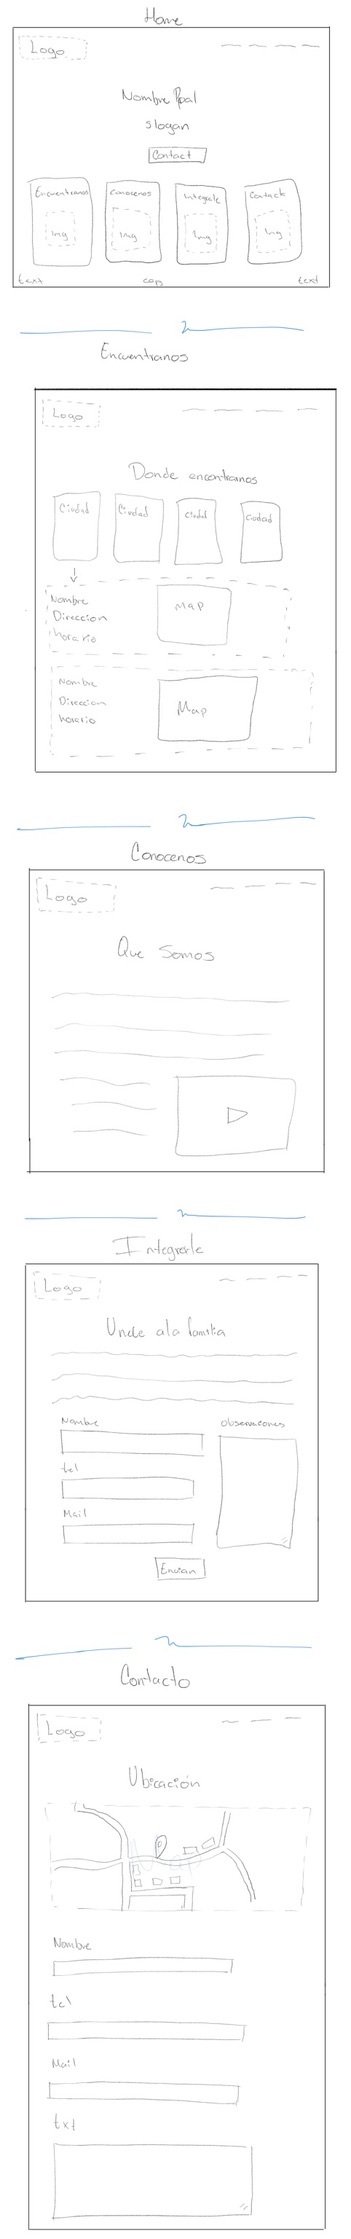 Home
Logo
Nombre Ppal
slogan
Contact
Encuentranos
Conocenos
Integrate
Contacto
Img
Img
Img
Img
text
copy
text
Encuentranos
Logo
Donde encontranos
Ciudad
Ciudad
Ciudad
Ciudad
Nombre
Direccion
horario
Map
Nombre
Direccion
horario
Map
Conocenos
Logo
Que Somos
Integrate
Logo
Unete a la familia
Nombre
Observaciones
tel
Mail
Enviar
Contacto
Logo
Ubicación
Nombre
tel
Mail
txt